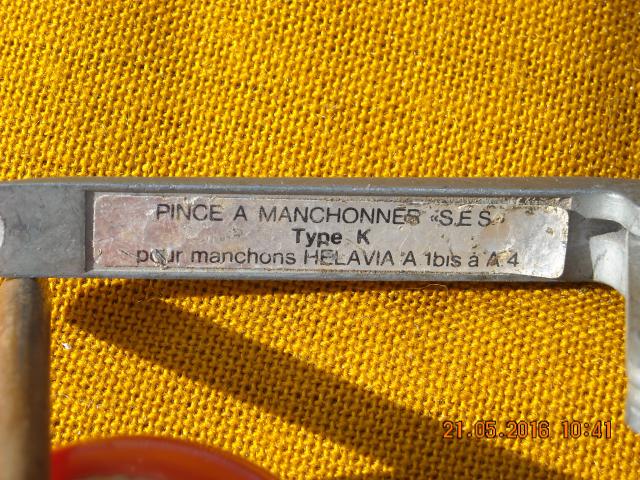 PINCE A MANCHONNER «S.E.S.»
Type K
pour manchons HELAVIA A 1bis à A 4
21.05.2016 10:41